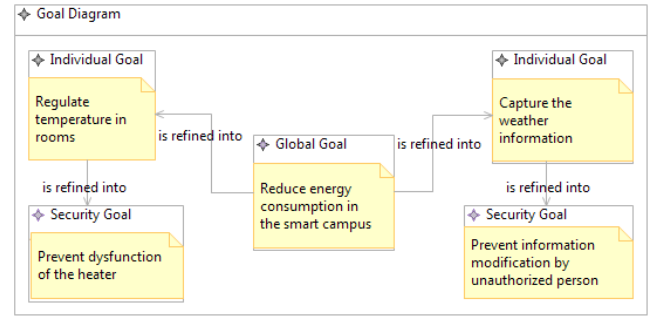 Goal Diagram
Individual Goal
Regulate
temperature in
rooms
is refined into
Security Goal
Prevent dysfunction
of the heater
is refined into
Global Goal
Reduce energy
consumption in
the smart campus
is refined into
Individual Goal
Capture the
weather
information
is refined into
Security Goal
Prevent information
modification by
unauthorized person